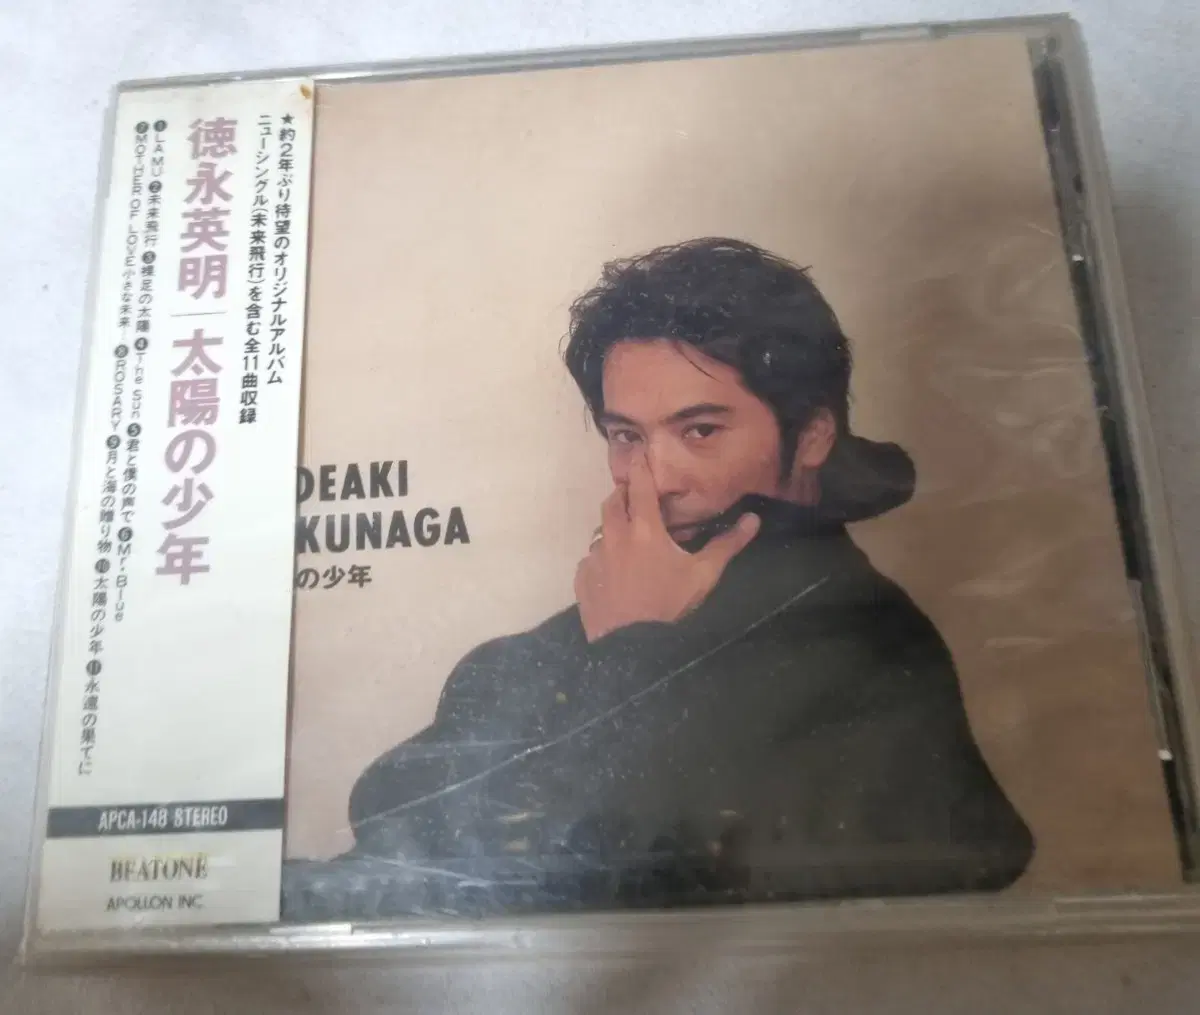 ★約2年ぶり待望のオリジナルアルバム
ニューシングル(未来飛行)を含む全11曲収録
徳永英明|太陽の少年
❶LA MU ❷未来飛行 ❸裸足の太陽 ❹The Sun ❺君と僕の声で ❻Mr.Blue
❼MOTHER OF LOVE 小さな未来… ❽ROSARY ❾月と海の贈り物 ❿太陽の少年 ⓫永遠の果てに
APCA-148 STEREO
BEATONE
APOLLON INC.
DEAKI
KUNAGA
の少年